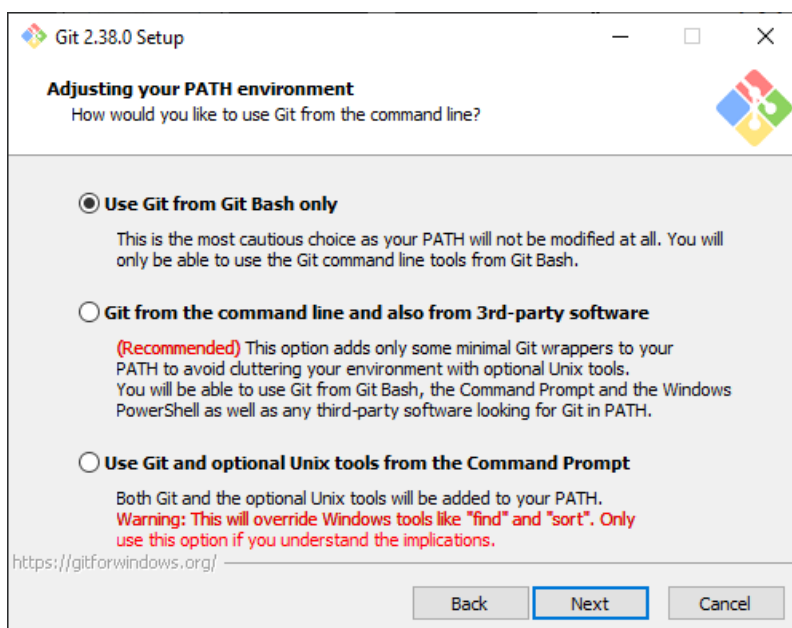 Git 2.38.0 Setup
Adjusting your PATH environment
How would you like to use Git from the command line?
Use Git from Git Bash only
This is the most cautious choice as your PATH will not be modified at all. You will
only be able to use the Git command line tools from Git Bash.
Git from the command line and also from 3rd-party software
(Recommended) This option adds only some minimal Git wrappers to your
PATH to avoid cluttering your environment with optional Unix tools.
You will be able to use Git from Git Bash, the Command Prompt and the Windows
PowerShell as well as any third-party software looking for Git in PATH.
Use Git and optional Unix tools from the Command Prompt
Both Git and the optional Unix tools will be added to your PATH.
Warning: This will override Windows tools like "find" and "sort". Only
use this option if you understand the implications.
https://gitforwindows.org/
Back Next Cancel